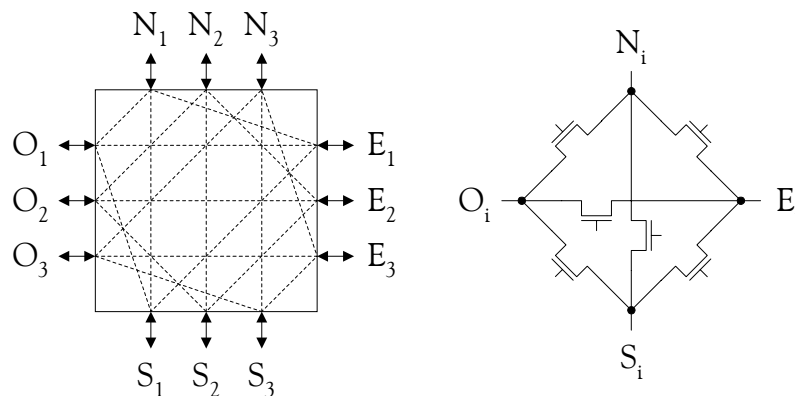 N₁ N₂ N₃
O₁ E₁
O₂ E₂
O₃ E₃
S₁ S₂ S₃
Nᵢ
Oᵢ E
Sᵢ